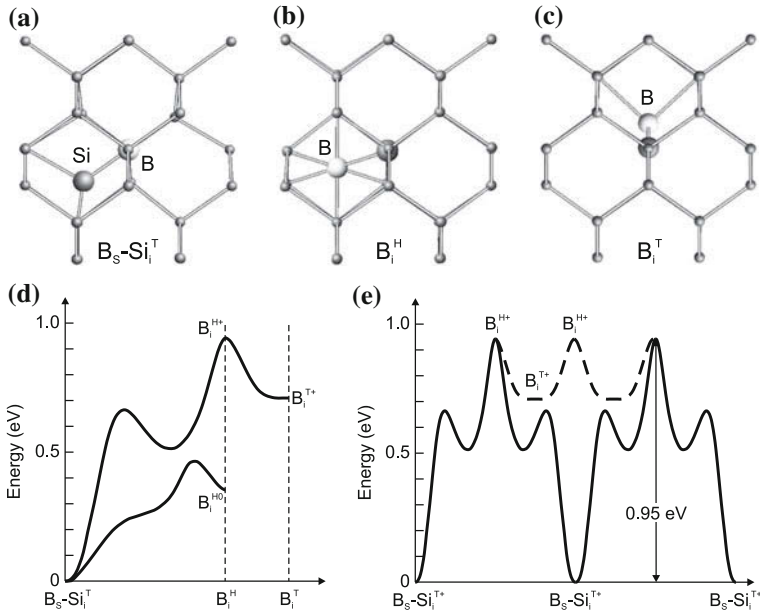 (a)
Si
B
B_S-Si_i^T
(b)
B
B_i^H
(c)
B
B_i^T
(d)
Energy (eV)
1.0
0.5
0
B_i^{H+}
B_i^{T+}
B_i^{H0}
B_S-Si_i^T
B_i^H
B_i^T
(e)
Energy (eV)
1.0
0.5
0
B_i^{H+}
B_i^{H+}
B_i^{T+}
0.95 eV
B_S-Si_i^{T+}
B_S-Si_i^{T+}
B_S-Si_i^{T+}